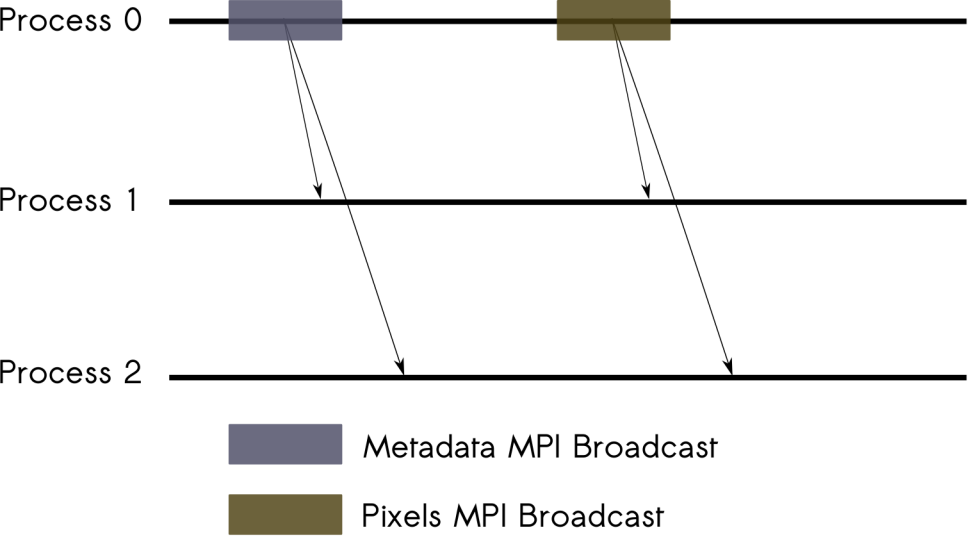 Process 0
Process 1
Process 2
Metadata MPI Broadcast
Pixels MPI Broadcast